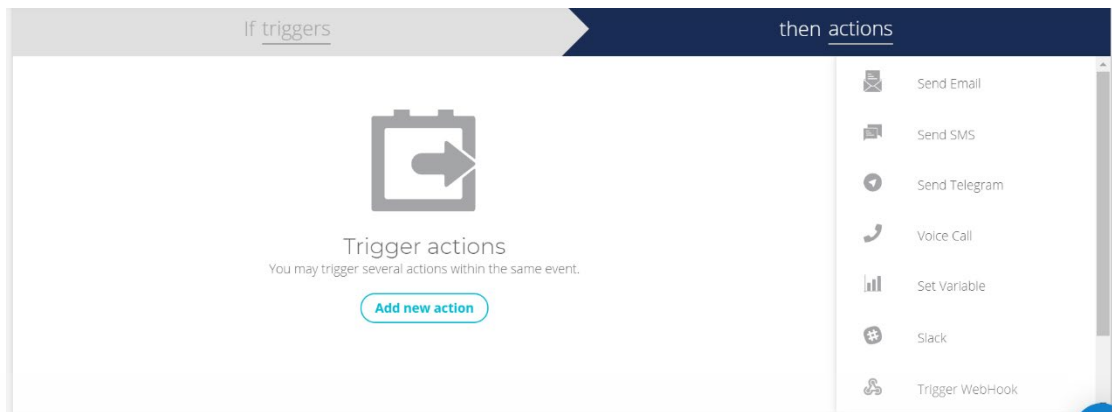 If triggers
then actions
Trigger actions
You may trigger several actions within the same event.
Add new action
Send Email
Send SMS
Send Telegram
Voice Call
Set Variable
Slack
Trigger WebHook